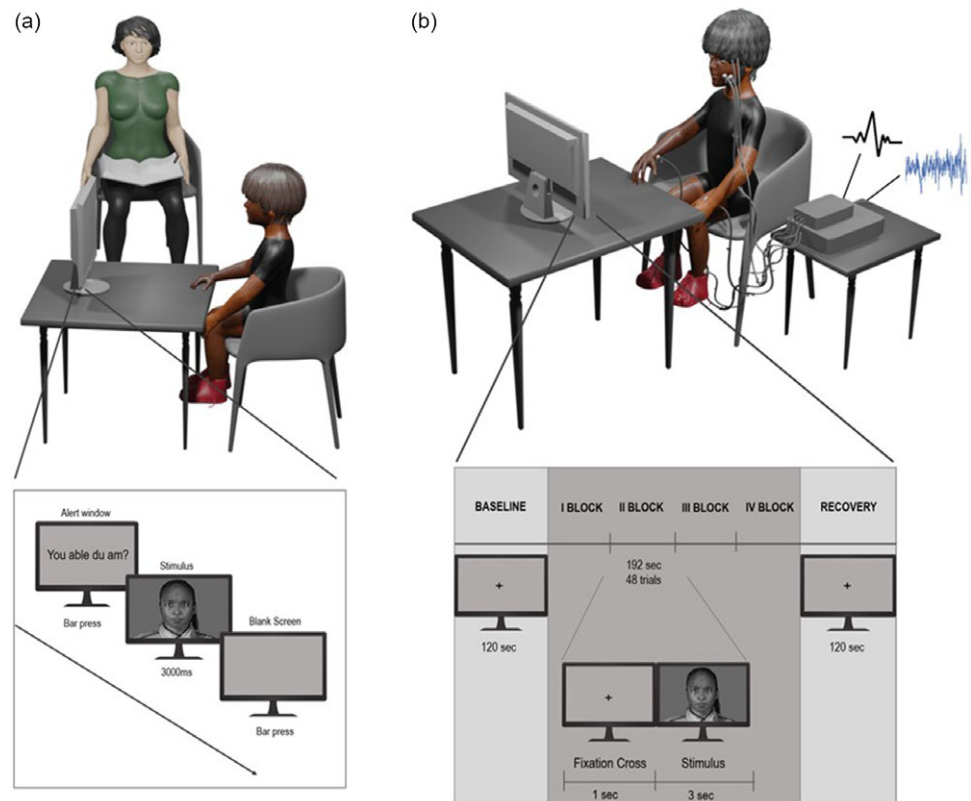 (a)
Alert window
You able du am?
Bar press
Stimulus
3000ms
Blank Screen
Bar press
(b)
BASELINE
I BLOCK
II BLOCK
III BLOCK
IV BLOCK
RECOVERY
192 sec
48 trials
+
120 sec
+
120 sec
+
Fixation Cross
Stimulus
1 sec
3 sec